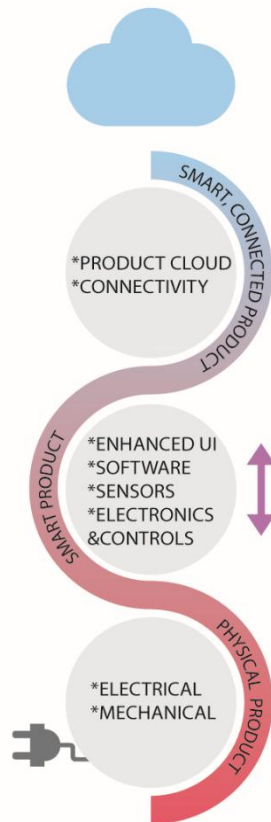 SMART, CONNECTED PRODUCT
*PRODUCT CLOUD
*CONNECTIVITY
SMART PRODUCT
*ENHANCED UI
*SOFTWARE
*SENSORS
*ELECTRONICS
&CONTROLS
PHYSICAL PRODUCT
*ELECTRICAL
*MECHANICAL